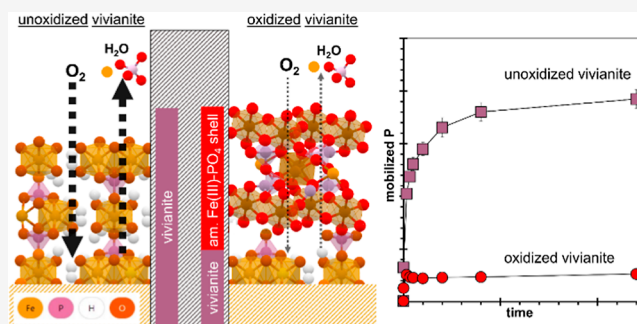 unoxidized vivianite
oxidized vivianite
O2
H2O
O2
H2O
vivianite
am. Fe(III)-PO4 shell
vivianite
Fe
P
H
O
mobilized P
unoxidized vivianite
oxidized vivianite
time